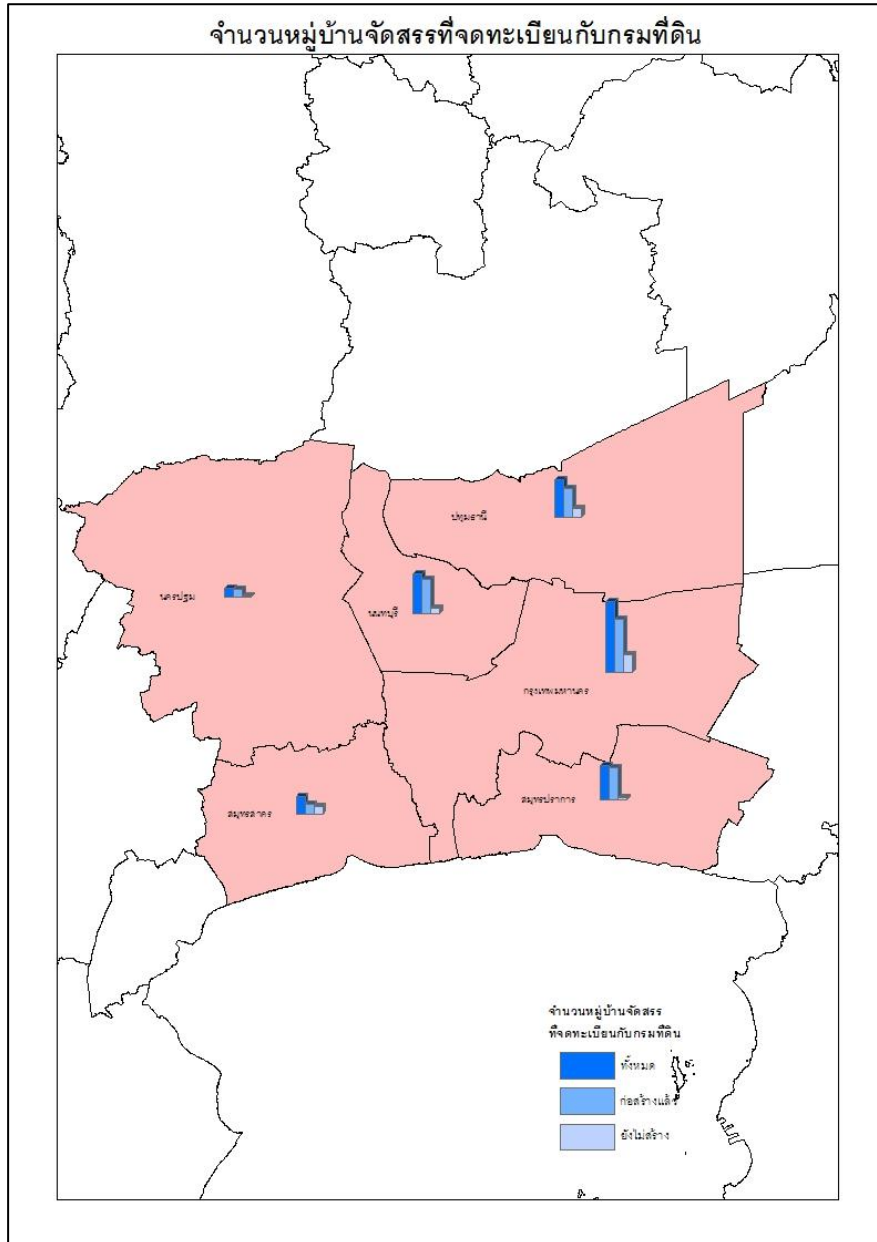 จำนวนหมู่บ้านจัดสรรที่จดทะเบียนกับกรมที่ดิน
ปทุมธานี
นครปฐม
นนทบุรี
กรุงเทพมหานคร
สมุทรปราการ
สมุทรสาคร
จำนวนหมู่บ้านจัดสรร
ที่จดทะเบียนกับกรมที่ดิน
ทั้งหมด
ก่อสร้างแล้ว
ยังไม่สร้าง